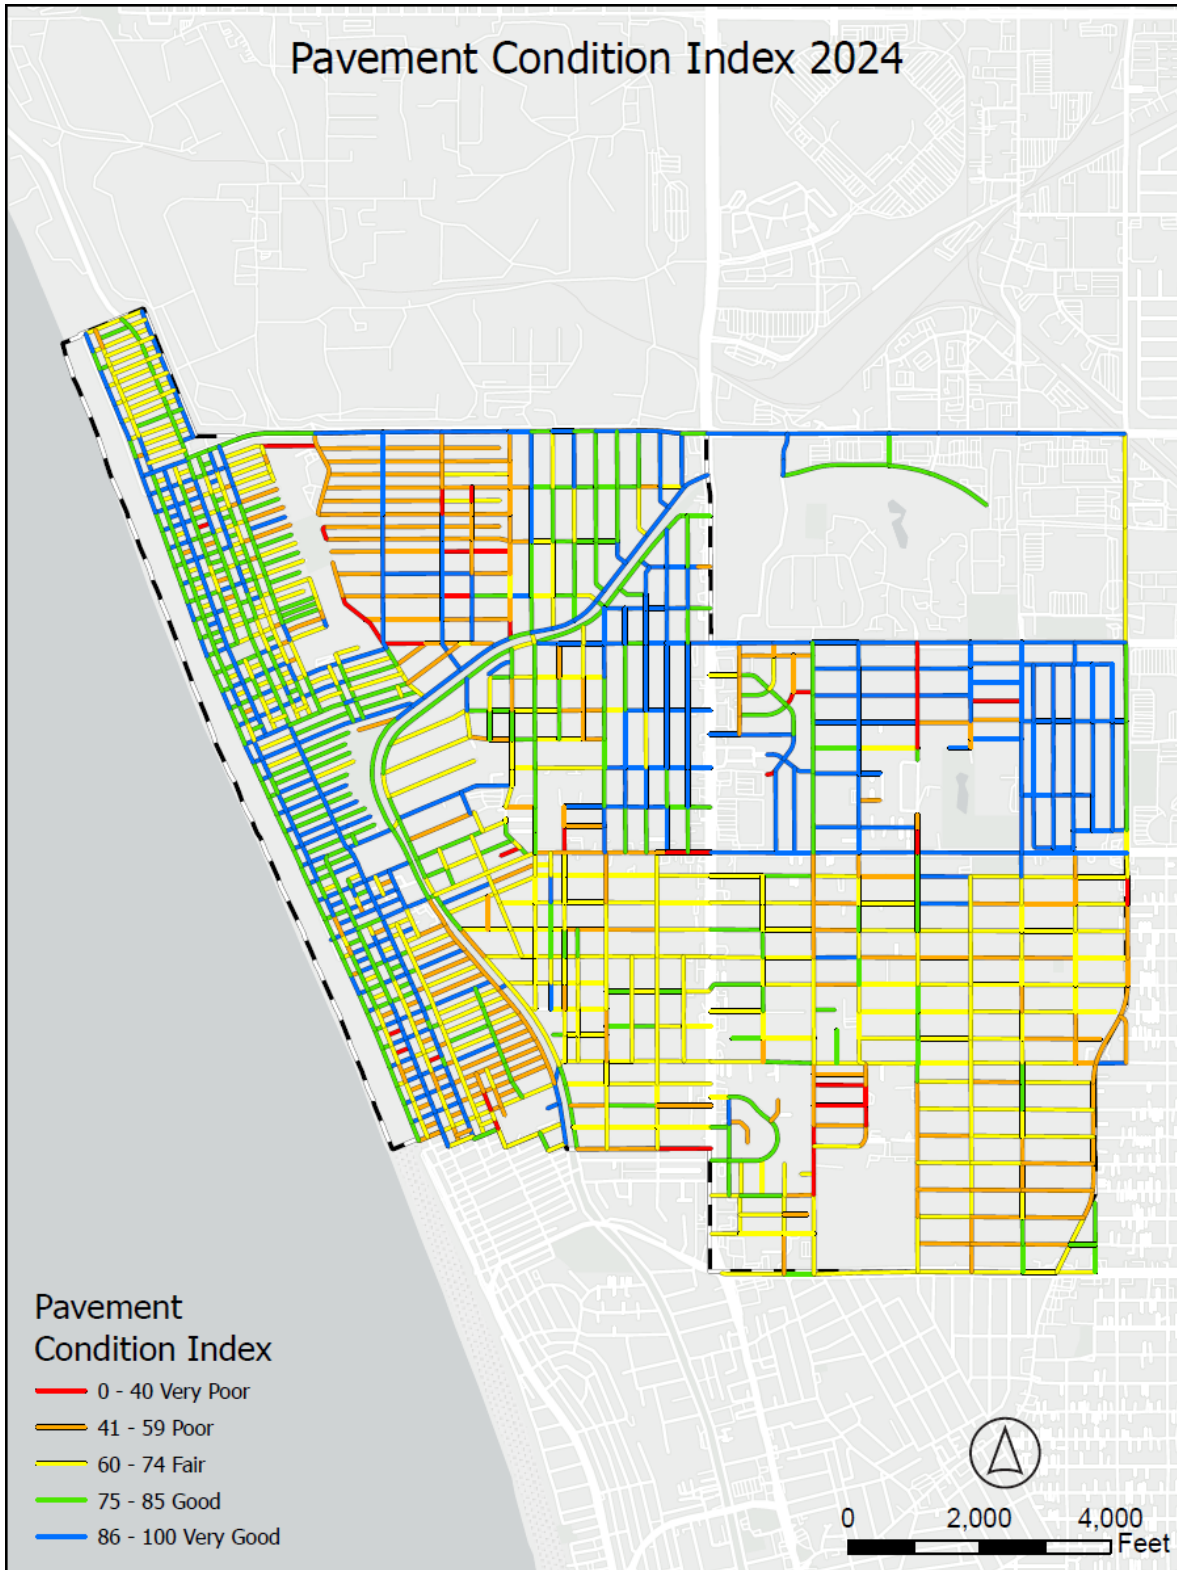 Pavement Condition Index 2024
Pavement
Condition Index
0 - 40 Very Poor
41 - 59 Poor
60 - 74 Fair
75 - 85 Good
86 - 100 Very Good
0 2,000 4,000
Feet